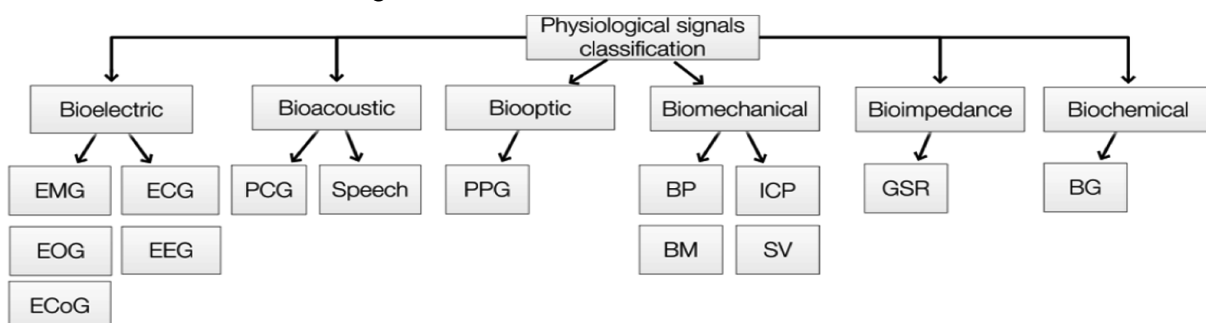 Physiological signals
classification
Bioelectric
Bioacoustic
Biooptic
Biomechanical
Bioimpedance
Biochemical
EMG
ECG
PCG
Speech
PPG
BP
ICP
GSR
BG
EOG
EEG
BM
SV
ECoG